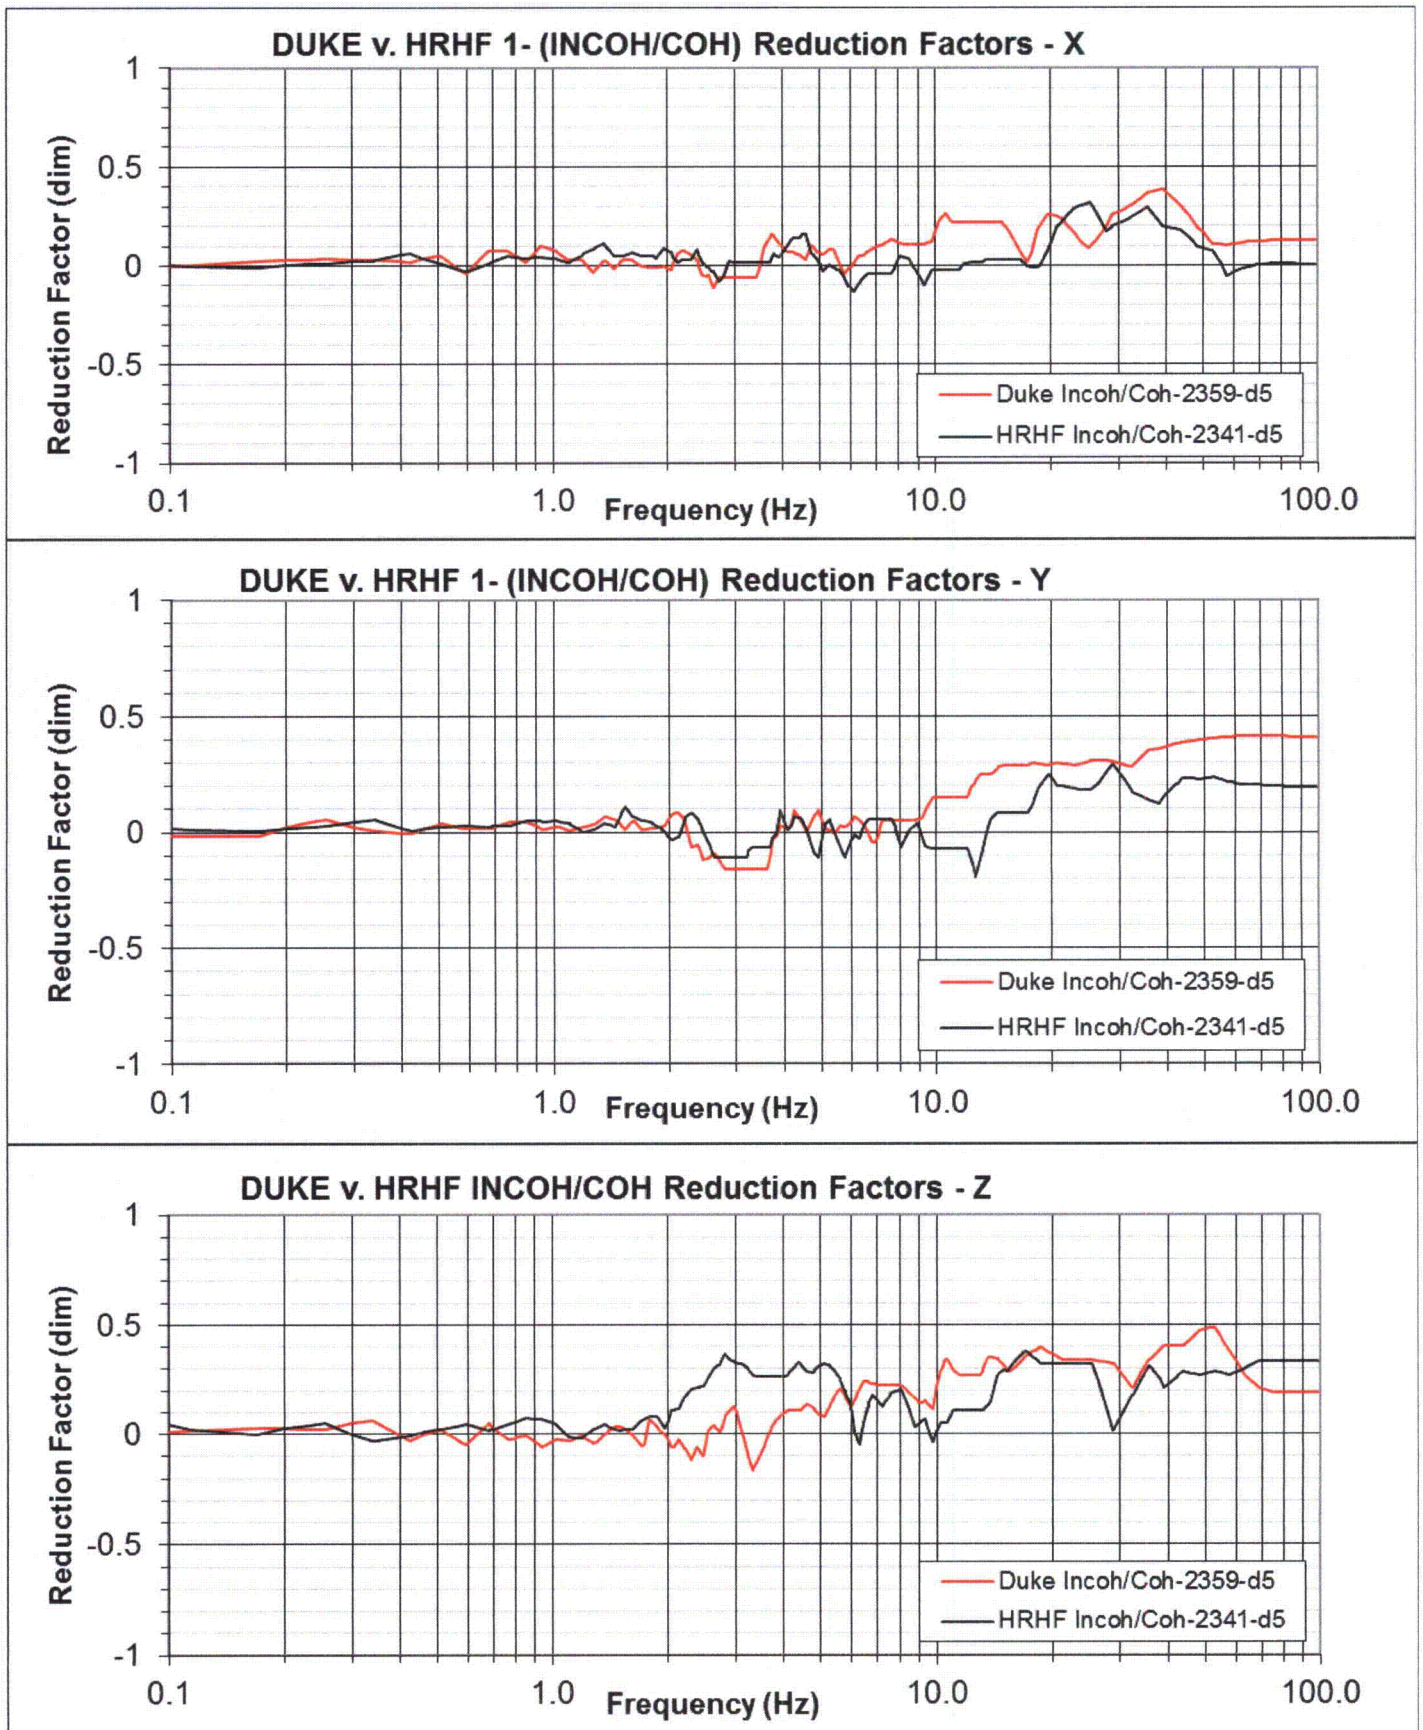 DUKE v. HRHF 1- (INCOH/COH) Reduction Factors - X
Reduction Factor (dim)
1
0.5
0
-0.5
-1
Duke Incoh/Coh-2359-d5
HRHF Incoh/Coh-2341-d5
0.1 1.0 10.0 100.0
Frequency (Hz)
DUKE v. HRHF 1- (INCOH/COH) Reduction Factors - Y
Reduction Factor (dim)
1
0.5
0
-0.5
-1
Duke Incoh/Coh-2359-d5
HRHF Incoh/Coh-2341-d5
0.1 1.0 10.0 100.0
Frequency (Hz)
DUKE v. HRHF INCOH/COH Reduction Factors - Z
Reduction Factor (dim)
1
0.5
0
-0.5
-1
Duke Incoh/Coh-2359-d5
HRHF Incoh/Coh-2341-d5
0.1 1.0 10.0 100.0
Frequency (Hz)